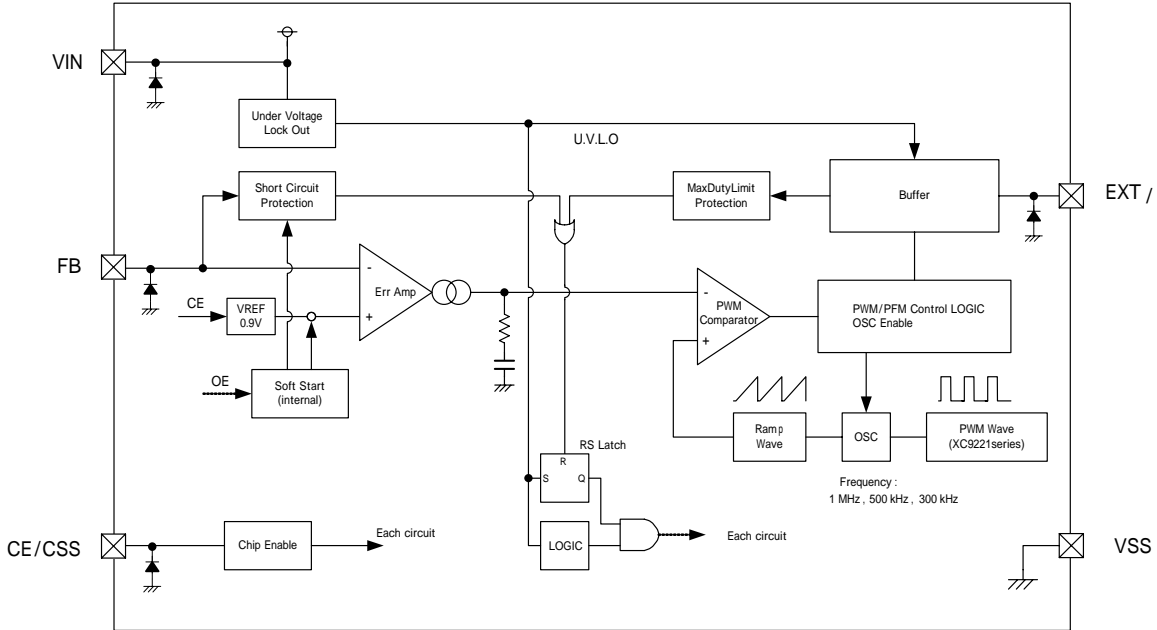 VIN
Under Voltage
Lock Out
U.V.L.O
Short Circuit
Protection
MaxDutyLimit
Protection
Buffer
EXT /
FB
-
Err Amp
+
CE
VREF
0.9V
-
PWM
Comparator
+
PWM/PFM Control LOGIC
OSC Enable
OE
Soft Start
(internal)
Ramp
Wave
OSC
PWM Wave
(XC9221series)
RS Latch
R
S
Q
Frequency :
1 MHz , 500 kHz , 300 kHz
CE/CSS
Chip Enable
Each circuit
LOGIC
Each circuit
VSS